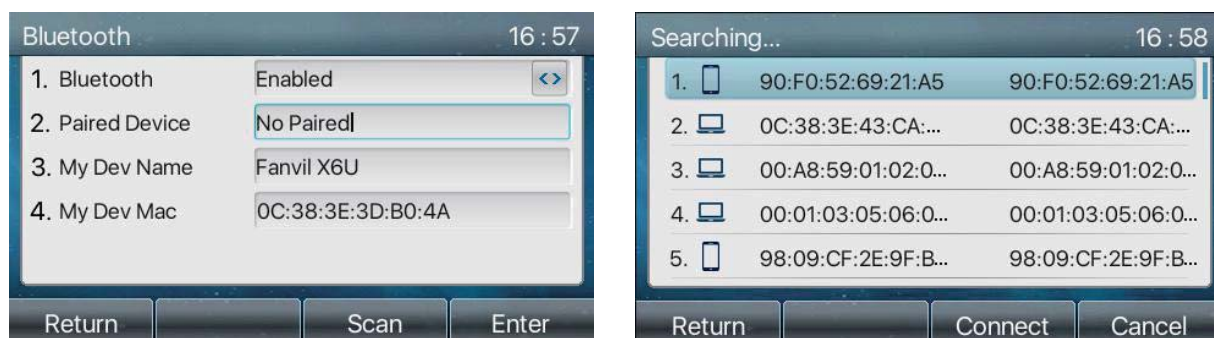 Bluetooth 16 : 57
1. Bluetooth Enabled <>
2. Paired Device No Paired
3. My Dev Name Fanvil X6U
4. My Dev Mac 0C:38:3E:3D:B0:4A
Return Scan Enter
Searching... 16 : 58
1. 90:F0:52:69:21:A5 90:F0:52:69:21:A5
2. 0C:38:3E:43:CA:... 0C:38:3E:43:CA:...
3. 00:A8:59:01:02:0... 00:A8:59:01:02:0...
4. 00:01:03:05:06:0... 00:01:03:05:06:0...
5. 98:09:CF:2E:9F:B... 98:09:CF:2E:9F:B...
Return Connect Cancel